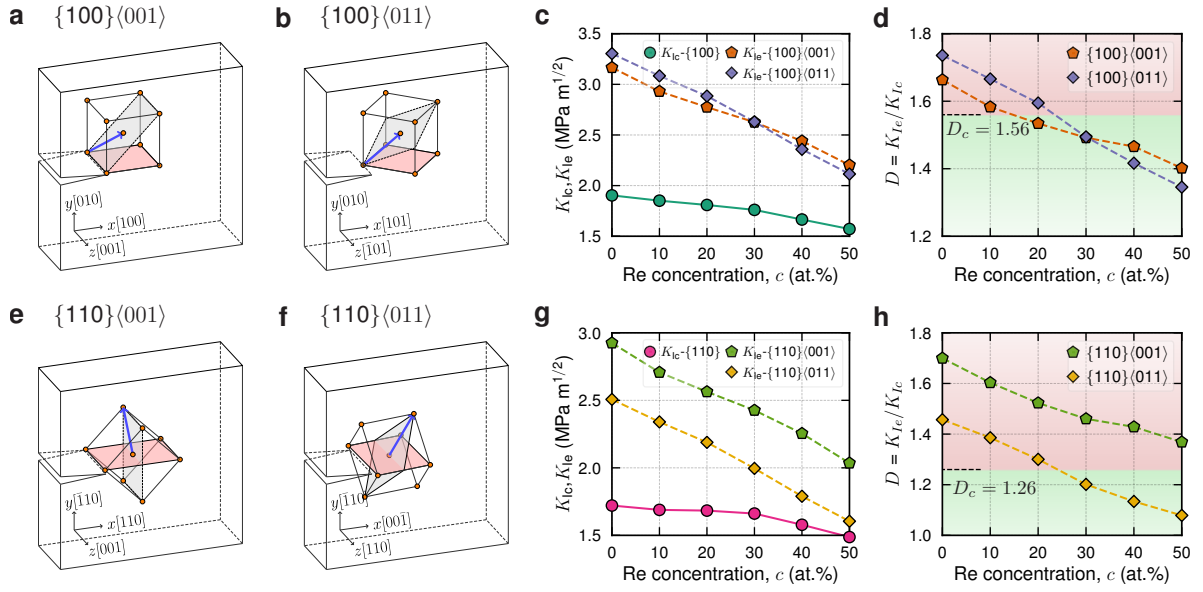 a {100}⟨001⟩
y[010]
x[100]
z[001]
b {100}⟨011⟩
y[010]
x[101]
z[1̄01]
c
K_Ic-{100} K_Ie-{100}⟨001⟩
K_Ie-{100}⟨011⟩
K_Ic, K_Ie (MPa m^1/2)
3.5
3.0
2.5
2.0
1.5
0 10 20 30 40 50
Re concentration, c (at.%)
d
{100}⟨001⟩
{100}⟨011⟩
D_c = 1.56
D = K_Ie/K_Ic
1.8
1.6
1.4
1.2
0 10 20 30 40 50
Re concentration, c (at.%)
e {110}⟨001⟩
y[1̄10]
x[110]
z[001]
f {110}⟨011⟩
y[1̄10]
x[001̄]
z[110]
g
K_Ic-{110} K_Ie-{110}⟨001⟩
K_Ie-{110}⟨011⟩
K_Ic, K_Ie (MPa m^1/2)
3.0
2.5
2.0
1.5
0 10 20 30 40 50
Re concentration, c (at.%)
h
{110}⟨001⟩
{110}⟨011⟩
D_c = 1.26
D = K_Ie/K_Ic
1.8
1.6
1.4
1.2
1.0
0 10 20 30 40 50
Re concentration, c (at.%)